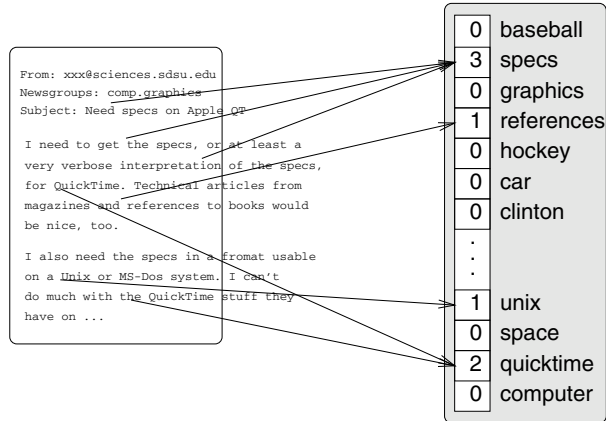 From: xxx@sciences.sdsu.edu
Newsgroups: comp.graphics
Subject: Need specs on Apple QT
I need to get the specs, or at least a
very verbose interpretation of the specs,
for QuickTime. Technical articles from
magazines and references to books would
be nice, too.
I also need the specs in a fromat usable
on a Unix or MS-Dos system. I can't
do much with the QuickTime stuff they
have on ...
0 baseball
3 specs
0 graphics
1 references
0 hockey
0 car
0 clinton
.
.
.
1 unix
0 space
2 quicktime
0 computer